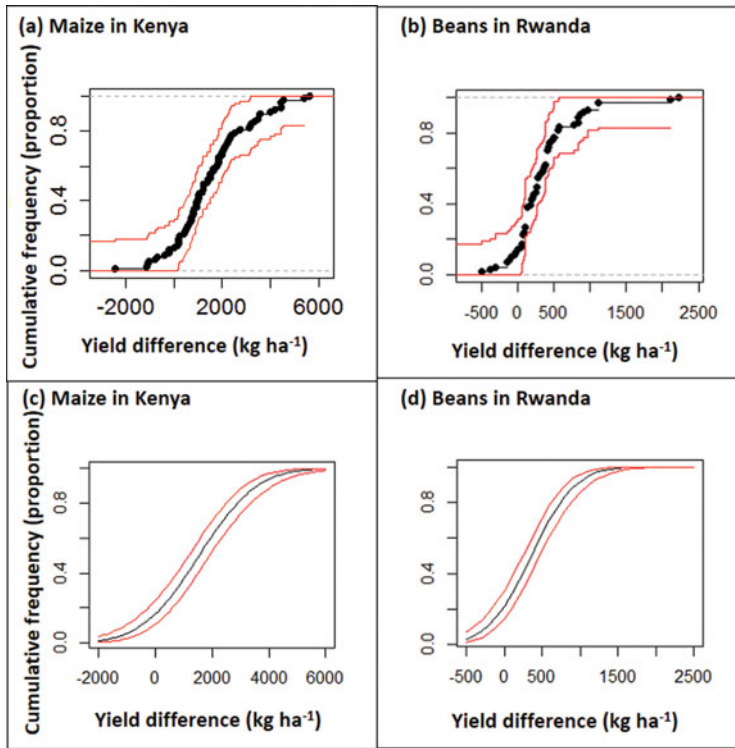 (a) Maize in Kenya
Cumulative frequency (proportion)
0.0 0.4 0.8
-2000 0 2000 6000
Yield difference (kg ha⁻¹)
(b) Beans in Rwanda
0.0 0.4 0.8
-500 0 500 1500 2500
Yield difference (kg ha⁻¹)
(c) Maize in Kenya
Cumulative frequency (proportion)
0.0 0.4 0.8
-2000 0 2000 4000 6000
Yield difference (kg ha⁻¹)
(d) Beans in Rwanda
0.0 0.4 0.8
-500 0 500 1500 2500
Yield difference (kg ha⁻¹)